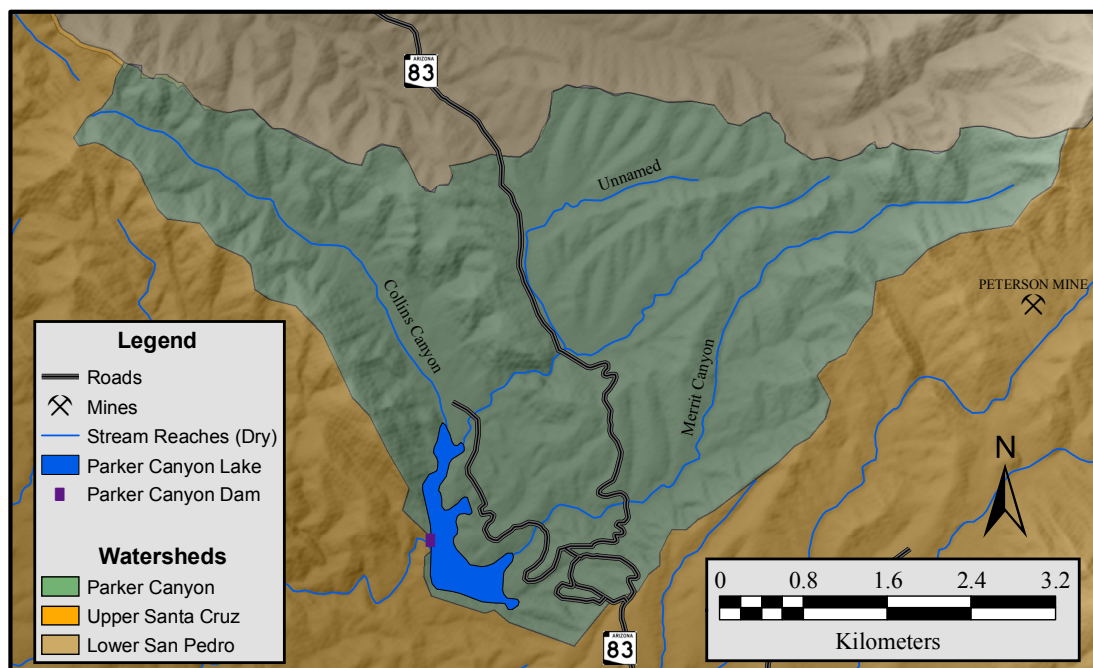 ARIZONA
83
Unnamed
Collins Canyon
Merrit Canyon
PETERSON MINE
Legend
Roads
Mines
Stream Reaches (Dry)
Parker Canyon Lake
Parker Canyon Dam
Watersheds
Parker Canyon
Upper Santa Cruz
Lower San Pedro
N
0 0.8 1.6 2.4 3.2
Kilometers
ARIZONA
83